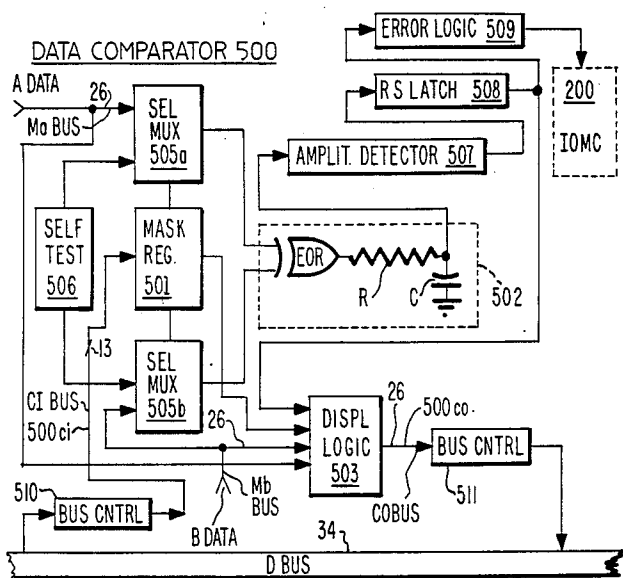 DATA COMPARATOR 500
A DATA
26
Ma BUS
SEL
MUX
505a
SELF
TEST
506
MASK
REG.
501
SEL
MUX
505b
13
CI BUS
500ci
510
BUS CNTRL
ERROR LOGIC 509
RS LATCH 508
200
IOMC
AMPLIT. DETECTOR 507
EOR
R
C
502
26
Mb
BUS
B DATA
DISPL
LOGIC
503
26
500co
COBUS
BUS CNTRL
511
34
D BUS